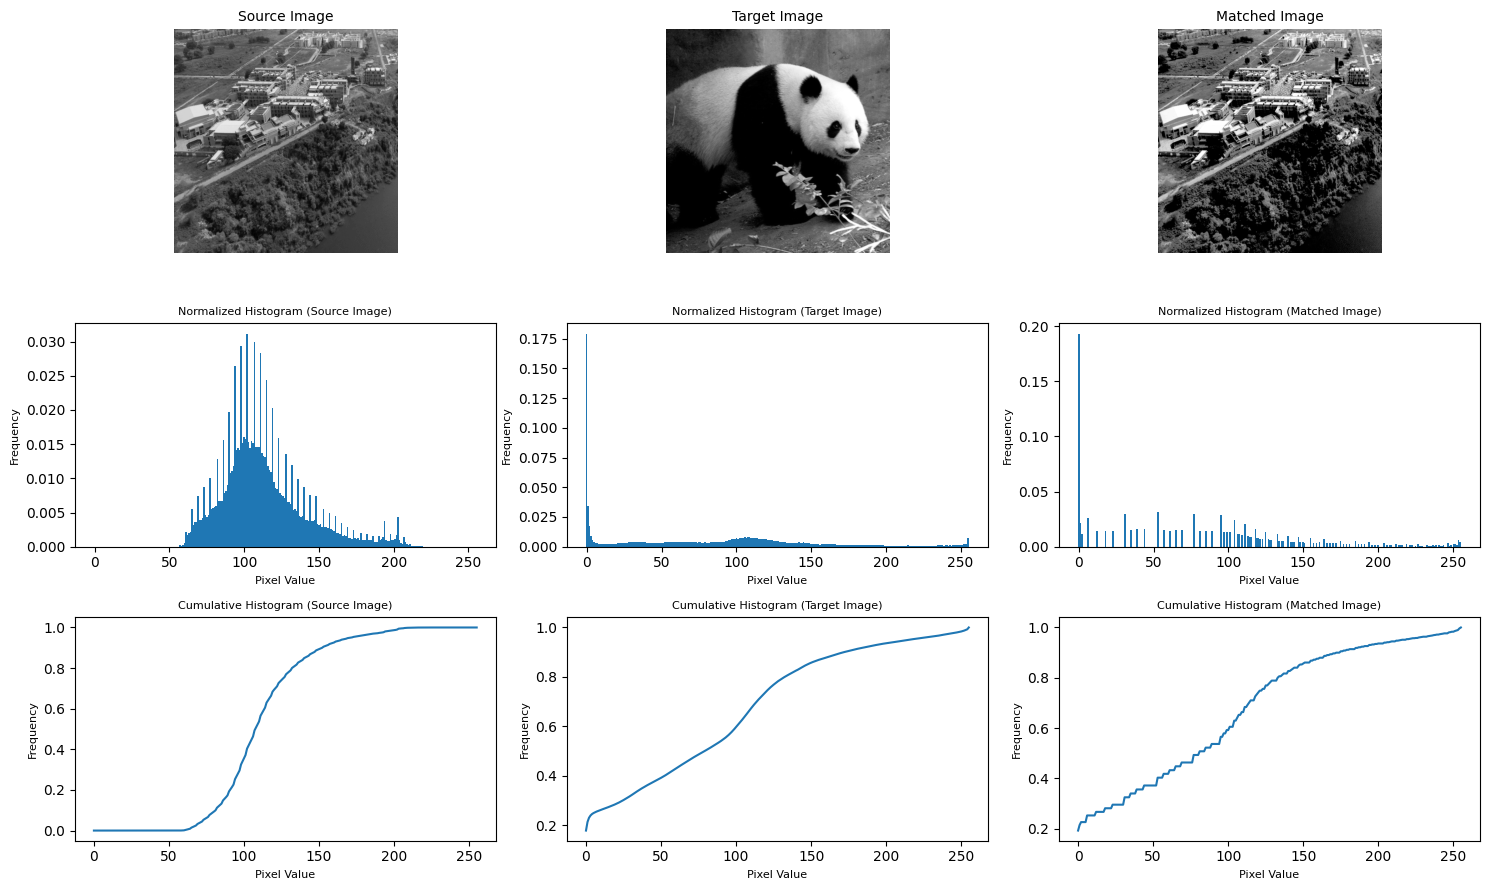 Source Image
Target Image
Matched Image
Normalized Histogram (Source Image)
Normalized Histogram (Target Image)
Normalized Histogram (Matched Image)
Frequency
0.030
0.025
0.020
0.015
0.010
0.005
0.000
0 50 100 150 200 250
Pixel Value
Frequency
0.175
0.150
0.125
0.100
0.075
0.050
0.025
0.000
0 50 100 150 200 250
Pixel Value
Frequency
0.20
0.15
0.10
0.05
0.00
0 50 100 150 200 250
Pixel Value
Cumulative Histogram (Source Image)
Cumulative Histogram (Target Image)
Cumulative Histogram (Matched Image)
Frequency
1.0
0.8
0.6
0.4
0.2
0.0
0 50 100 150 200 250
Pixel Value
Frequency
1.0
0.8
0.6
0.4
0.2
0 50 100 150 200 250
Pixel Value
Frequency
1.0
0.8
0.6
0.4
0.2
0 50 100 150 200 250
Pixel Value